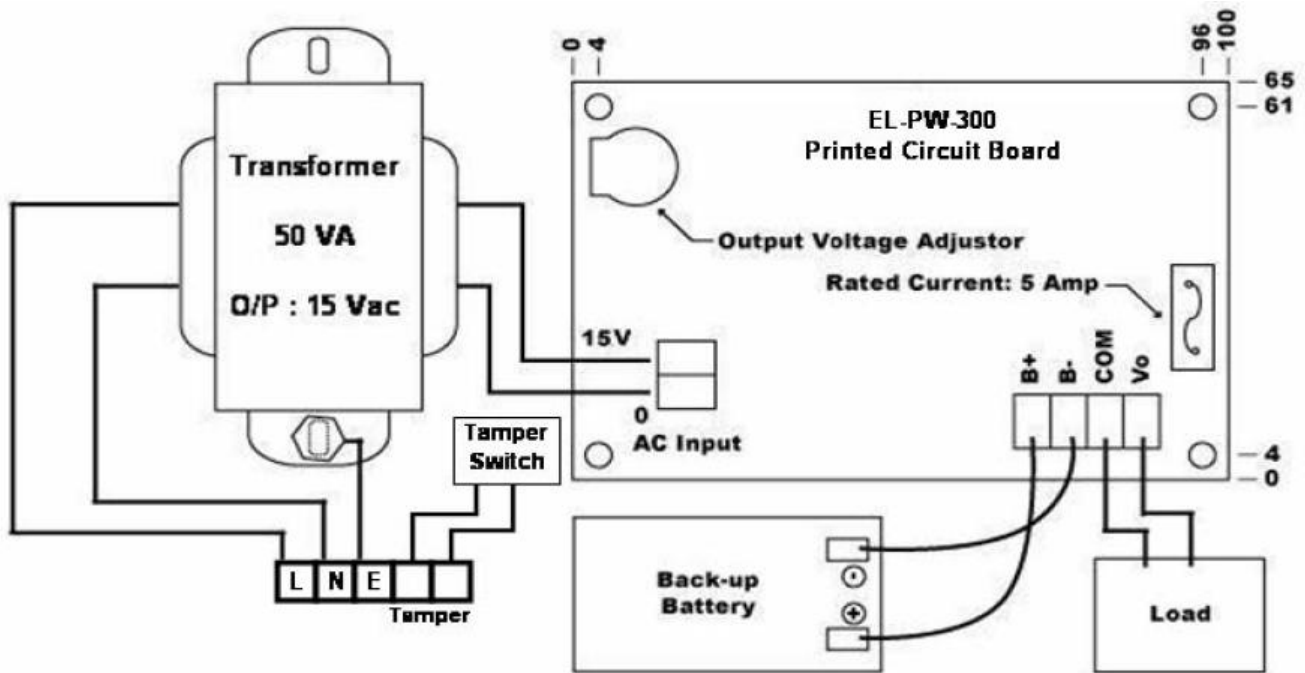 0
4
96
100
65
61
EL-PW-300
Printed Circuit Board
Transformer
50 VA
O/P : 15 Vac
Output Voltage Adjustor
Rated Current: 5 Amp
15V
0
AC Input
B+
B-
COM
Vo
4
0
Tamper
Switch
L N E
Tamper
Back-up
Battery
-
+
Load